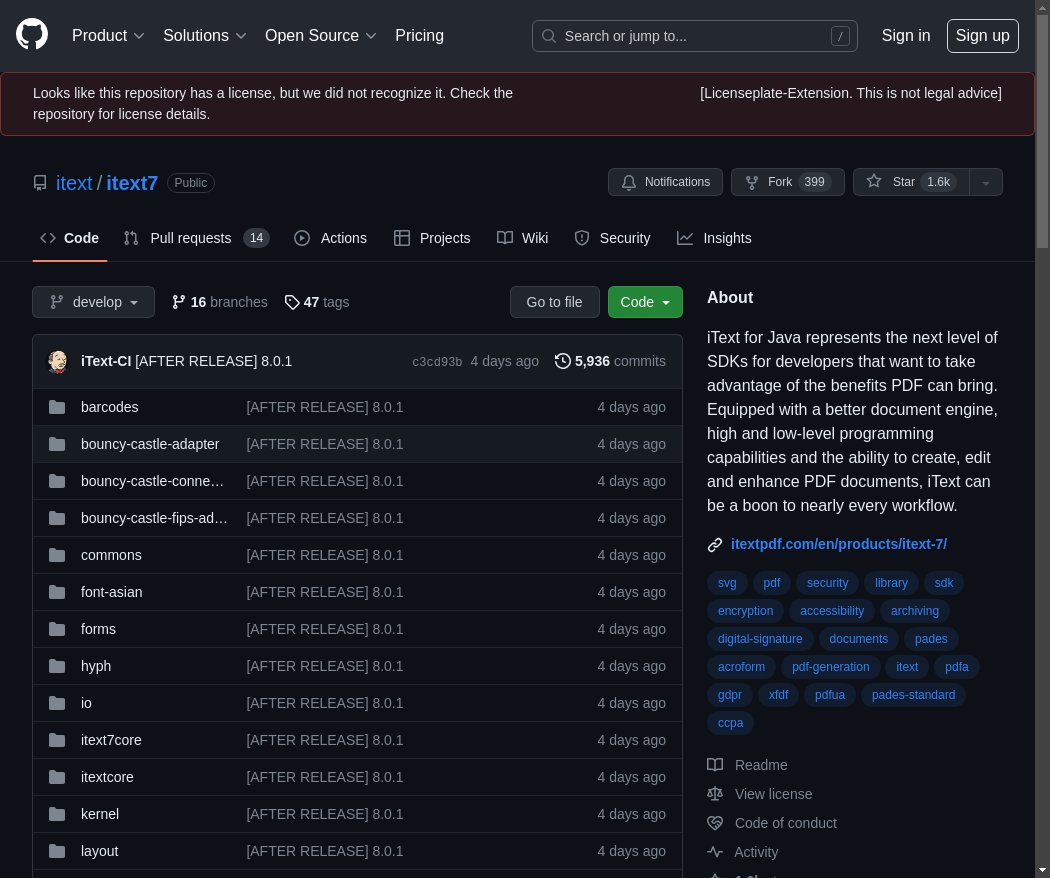 Product Solutions Open Source Pricing Search or jump to... / Sign in Sign up
Looks like this repository has a license, but we did not recognize it. Check the
repository for license details.
[Licenseplate-Extension. This is not legal advice]
itext / itext7 Public
Notifications Fork 399 Star 1.6k
Code Pull requests 14 Actions Projects Wiki Security Insights
develop 16 branches 47 tags Go to file Code
iText-CI [AFTER RELEASE] 8.0.1 c3cd93b 4 days ago 5,936 commits
barcodes [AFTER RELEASE] 8.0.1 4 days ago
bouncy-castle-adapter [AFTER RELEASE] 8.0.1 4 days ago
bouncy-castle-conne… [AFTER RELEASE] 8.0.1 4 days ago
bouncy-castle-fips-ad… [AFTER RELEASE] 8.0.1 4 days ago
commons [AFTER RELEASE] 8.0.1 4 days ago
font-asian [AFTER RELEASE] 8.0.1 4 days ago
forms [AFTER RELEASE] 8.0.1 4 days ago
hyph [AFTER RELEASE] 8.0.1 4 days ago
io [AFTER RELEASE] 8.0.1 4 days ago
itext7core [AFTER RELEASE] 8.0.1 4 days ago
itextcore [AFTER RELEASE] 8.0.1 4 days ago
kernel [AFTER RELEASE] 8.0.1 4 days ago
layout [AFTER RELEASE] 8.0.1 4 days ago
About
iText for Java represents the next level of
SDKs for developers that want to take
advantage of the benefits PDF can bring.
Equipped with a better document engine,
high and low-level programming
capabilities and the ability to create, edit
and enhance PDF documents, iText can
be a boon to nearly every workflow.
itextpdf.com/en/products/itext-7/
svg pdf security library sdk
encryption accessibility archiving
digital-signature documents pades
acroform pdf-generation itext pdfa
gdpr xfdf pdfua pades-standard
ccpa
Readme
View license
Code of conduct
Activity